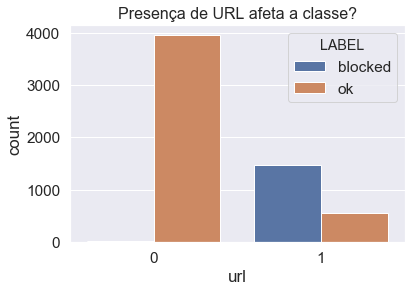 Presença de URL afeta a classe?
4000
3000
2000
1000
0
count
LABEL
blocked
ok
0
1
url